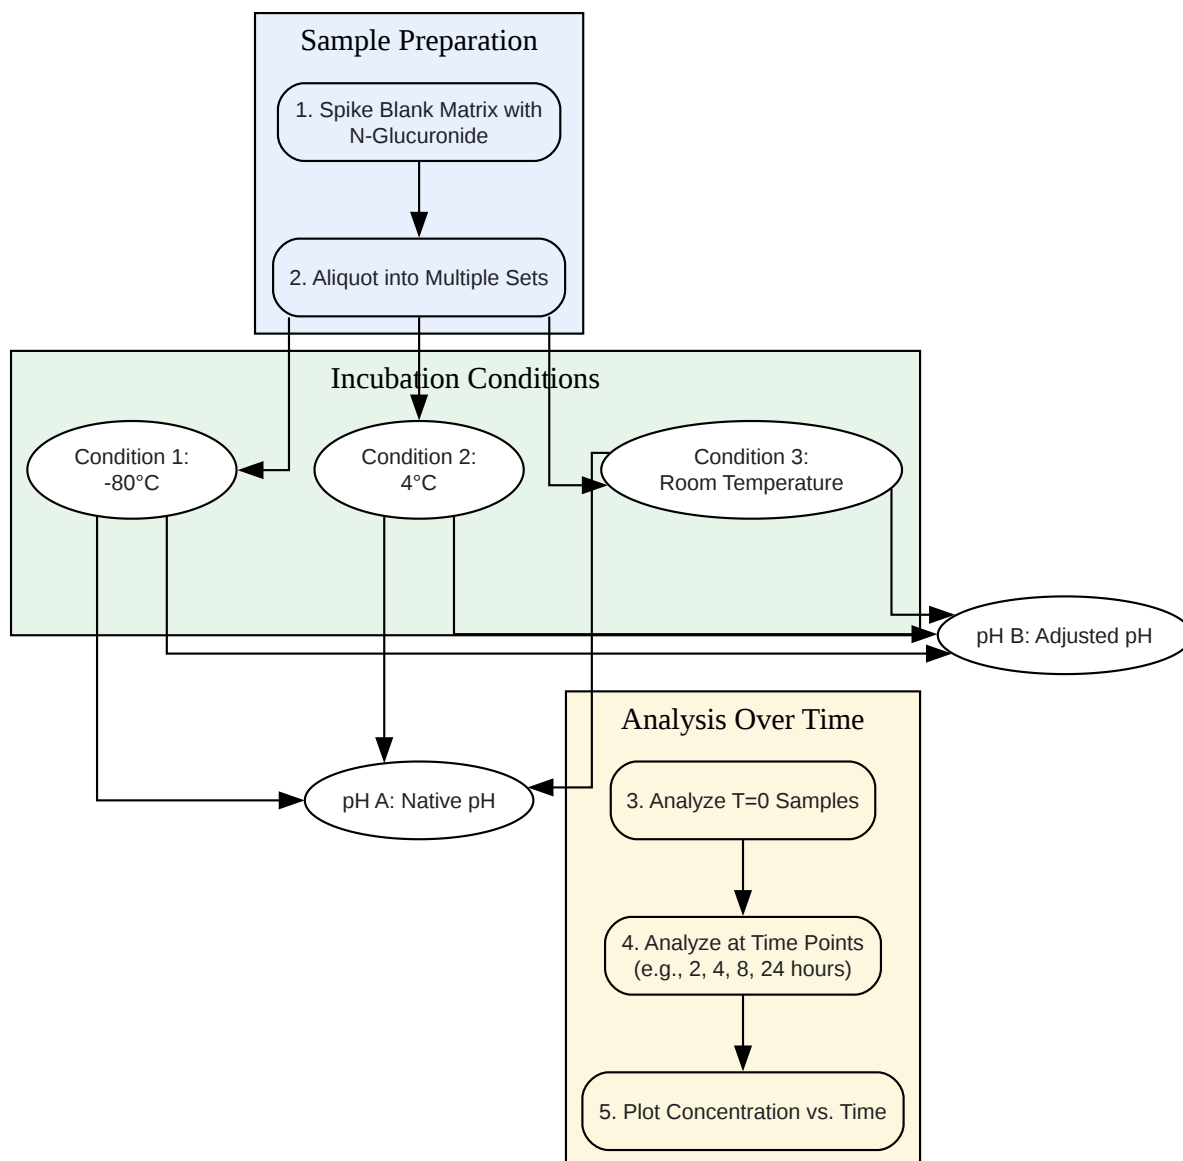 Sample Preparation
1. Spike Blank Matrix with
N-Glucuronide
2. Aliquot into Multiple Sets
Incubation Conditions
Condition 1:
-80°C
Condition 2:
4°C
Condition 3:
Room Temperature
pH B: Adjusted pH
Analysis Over Time
pH A: Native pH
3. Analyze T=0 Samples
4. Analyze at Time Points
(e.g., 2, 4, 8, 24 hours)
5. Plot Concentration vs. Time